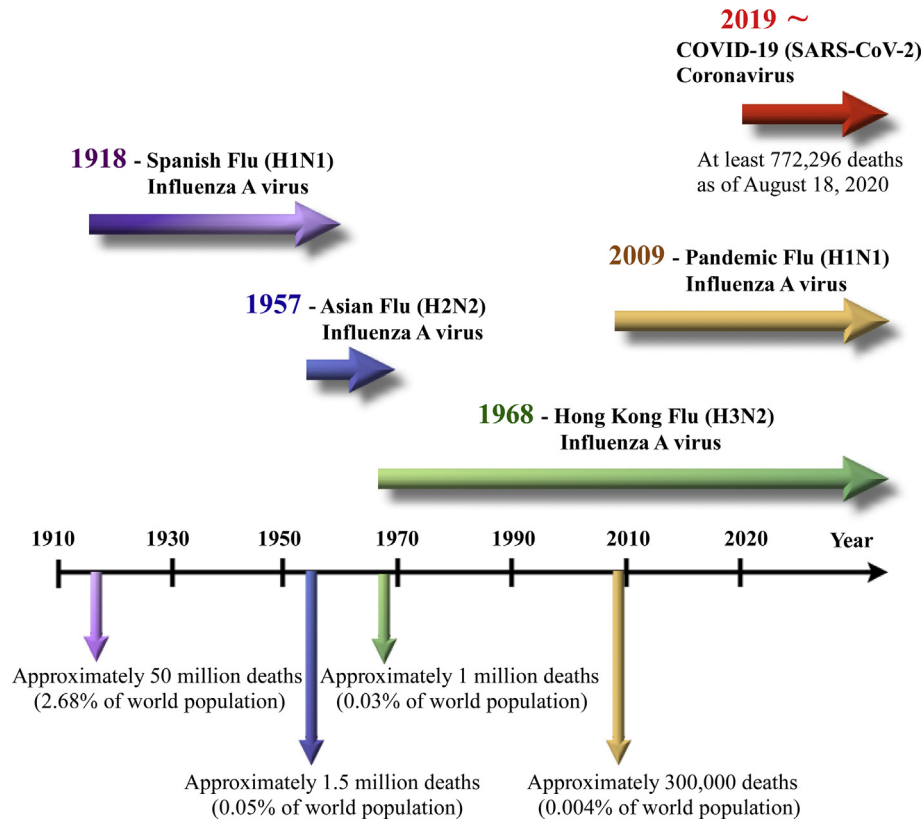 2019 ~
COVID-19 (SARS-CoV-2)
Coronavirus
At least 772,296 deaths
as of August 18, 2020
1918 - Spanish Flu (H1N1)
Influenza A virus
2009 - Pandemic Flu (H1N1)
Influenza A virus
1957 - Asian Flu (H2N2)
Influenza A virus
1968 - Hong Kong Flu (H3N2)
Influenza A virus
1910 1930 1950 1970 1990 2010 2020 Year
Approximately 50 million deaths
(2.68% of world population)
Approximately 1 million deaths
(0.03% of world population)
Approximately 1.5 million deaths
(0.05% of world population)
Approximately 300,000 deaths
(0.004% of world population)